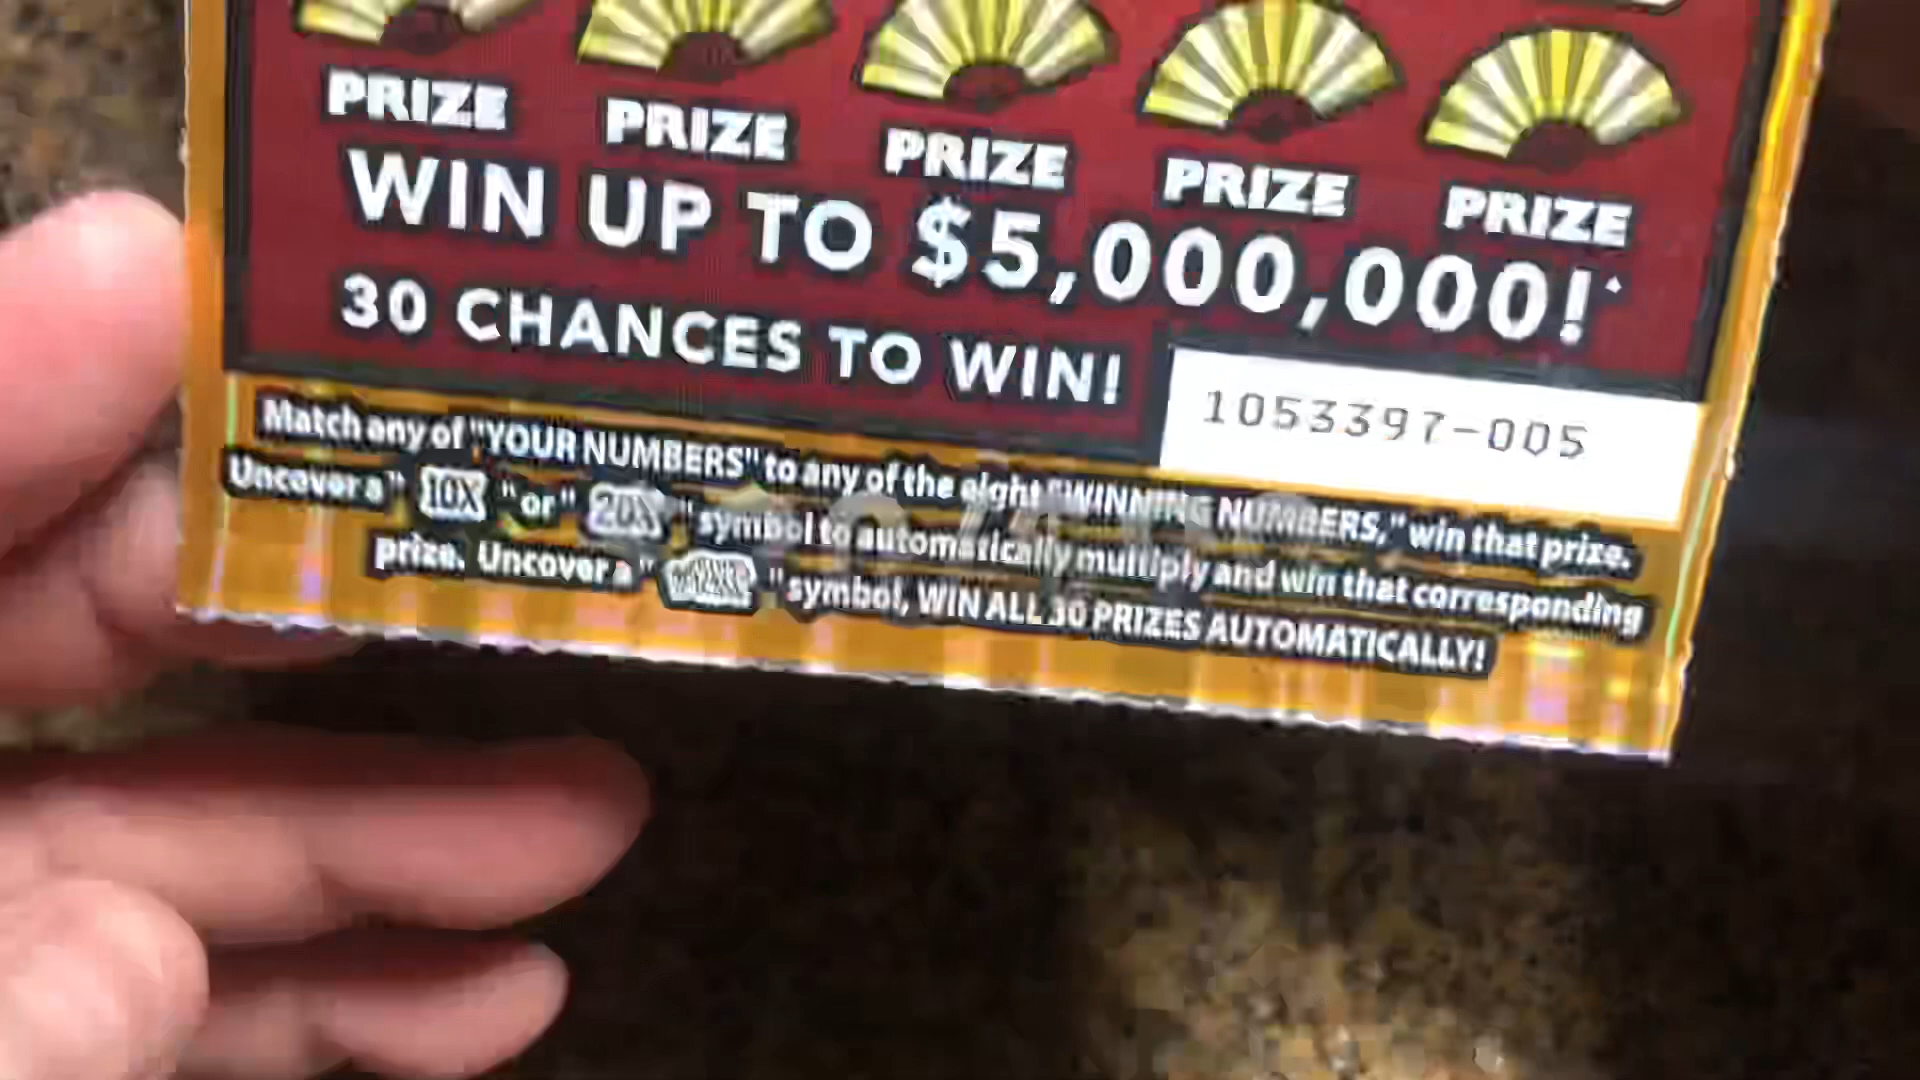 PRIZE PRIZE PRIZE PRIZE PRIZE
WIN UP TO $5,000,000!
30 CHANCES TO WIN!
1053397-005
Match any of "YOUR NUMBERS" to any of the eight "WINNING NUMBERS," win that prize.
Uncover a "10X" or "20X" symbol to automatically multiply and win that corresponding
prize. Uncover a " " symbol, WIN ALL 30 PRIZES AUTOMATICALLY!